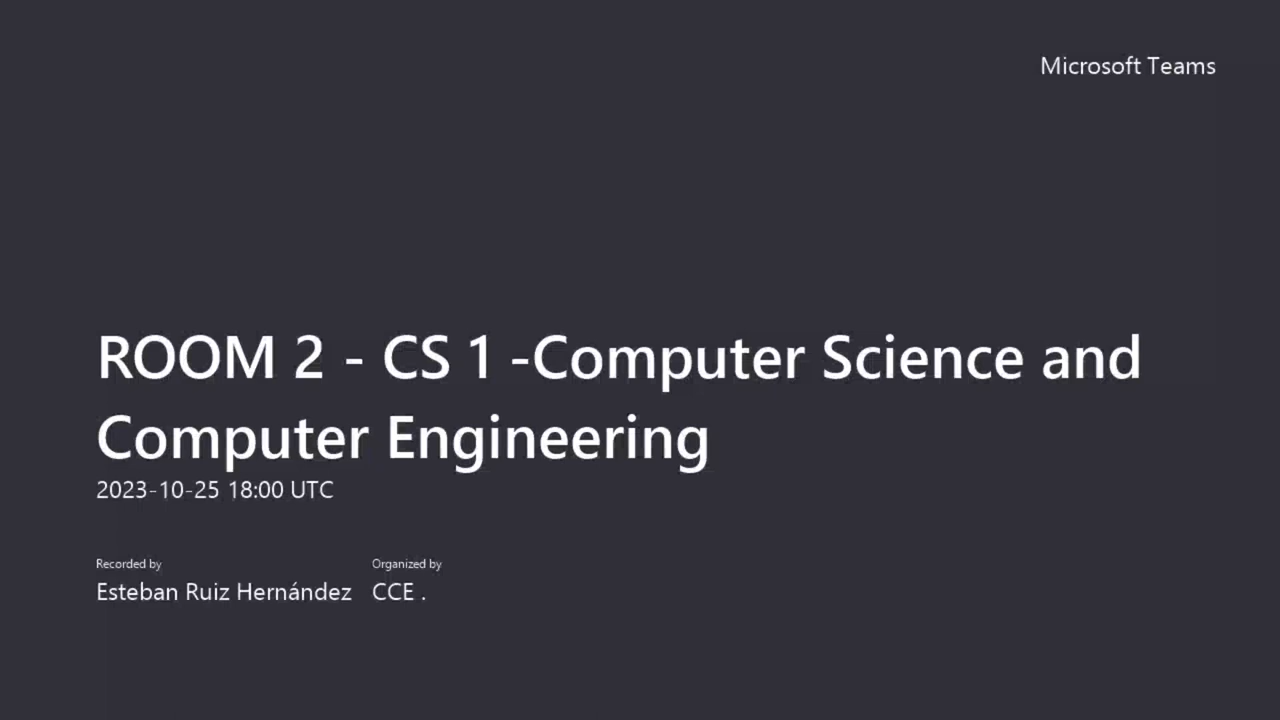 Microsoft Teams
ROOM 2 - CS 1 -Computer Science and
Computer Engineering
2023-10-25 18:00 UTC
Recorded by
Esteban Ruiz Hernández
Organized by
CCE .